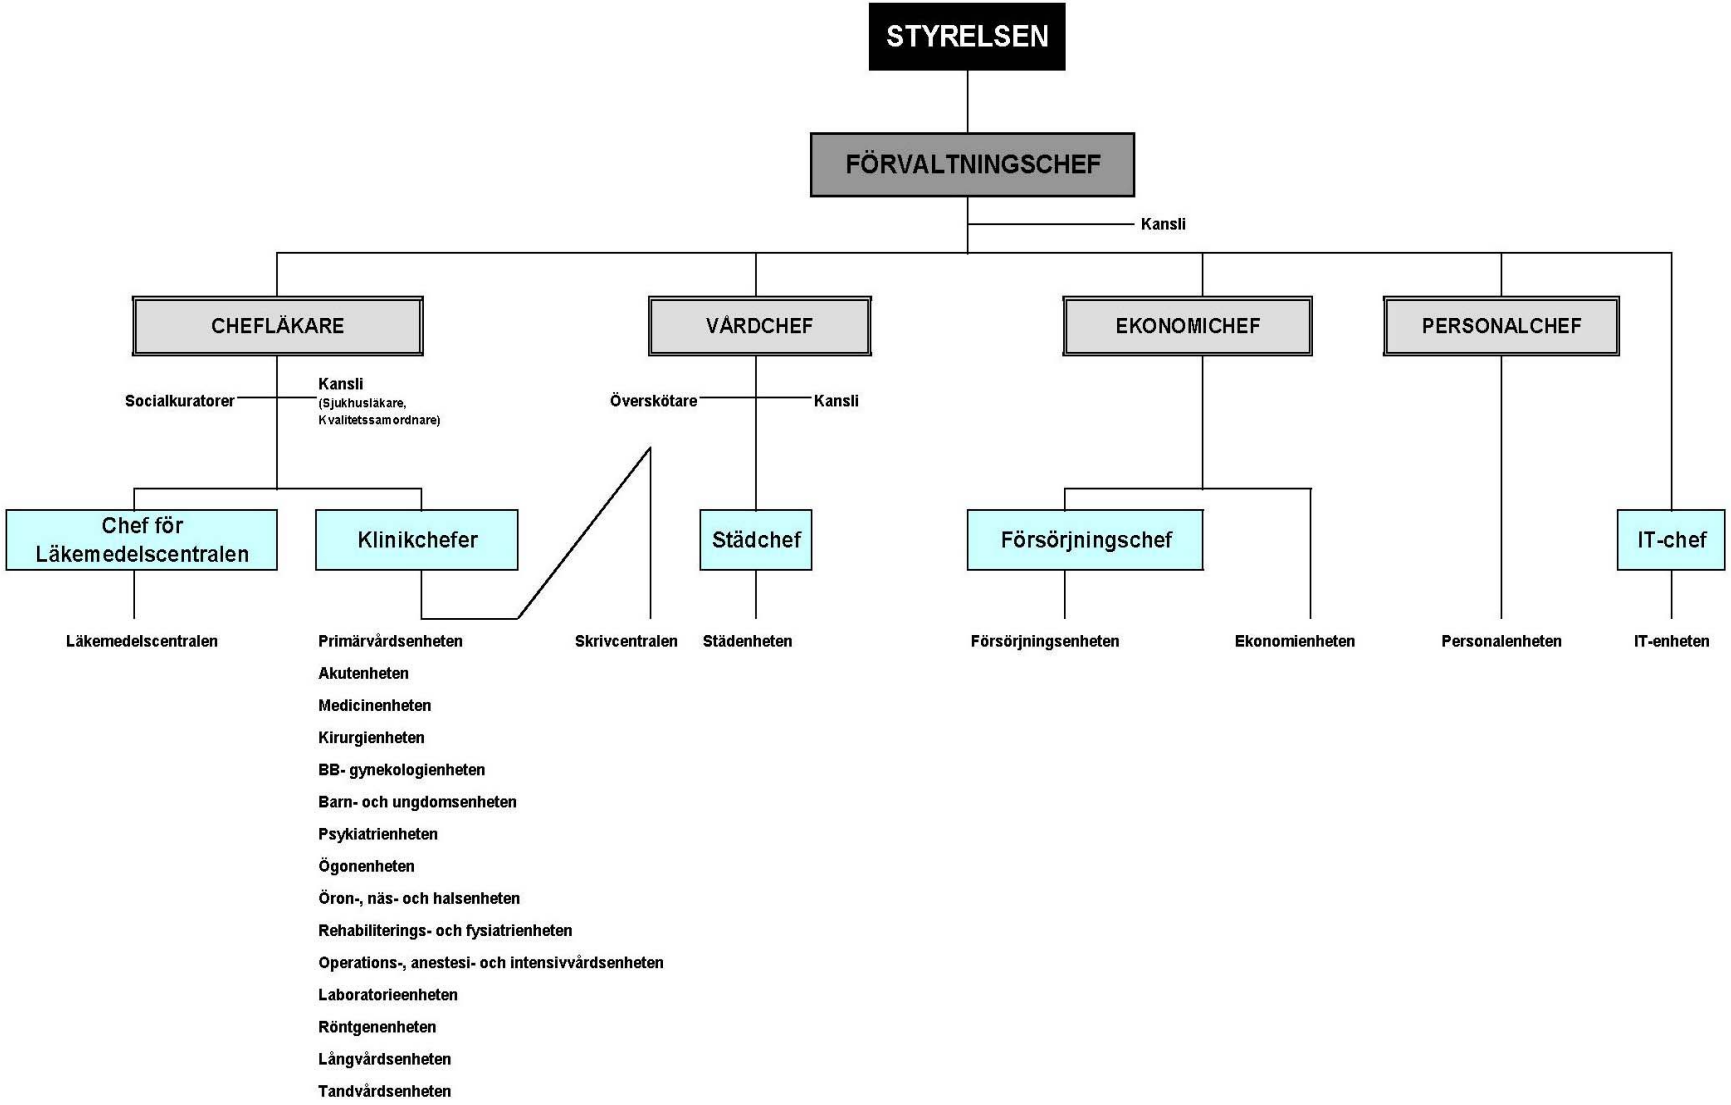 STYRELSEN
FÖRVALTNINGSCHEF
Kansli
CHEFLÄKARE
VÅRDCHEF
EKONOMICHEF
PERSONALCHEF
Socialkuratorer
Kansli
(Sjukhusläkare,
Kvalitetssamordnare)
Överskötare
Kansli
Chef för
Läkemedelscentralen
Klinikchefer
Städchef
Försörjningschef
IT-chef
Läkemedelscentralen
Primärvårdsenheten
Skrivcentralen
Städenheten
Försörjningsenheten
Ekonomienheten
Personalenheten
IT-enheten
Akutenheten
Medicinenheten
Kirurgienheten
BB- gynekologienheten
Barn- och ungdomsenheten
Psykiatrienheten
Ögonenheten
Öron-, näs- och halsenheten
Rehabiliterings- och fysiatrienheten
Operations-, anestesi- och intensivvårdsenheten
Laboratorieenheten
Röntgenenheten
Långvårdsenheten
Tandvårdsenheten